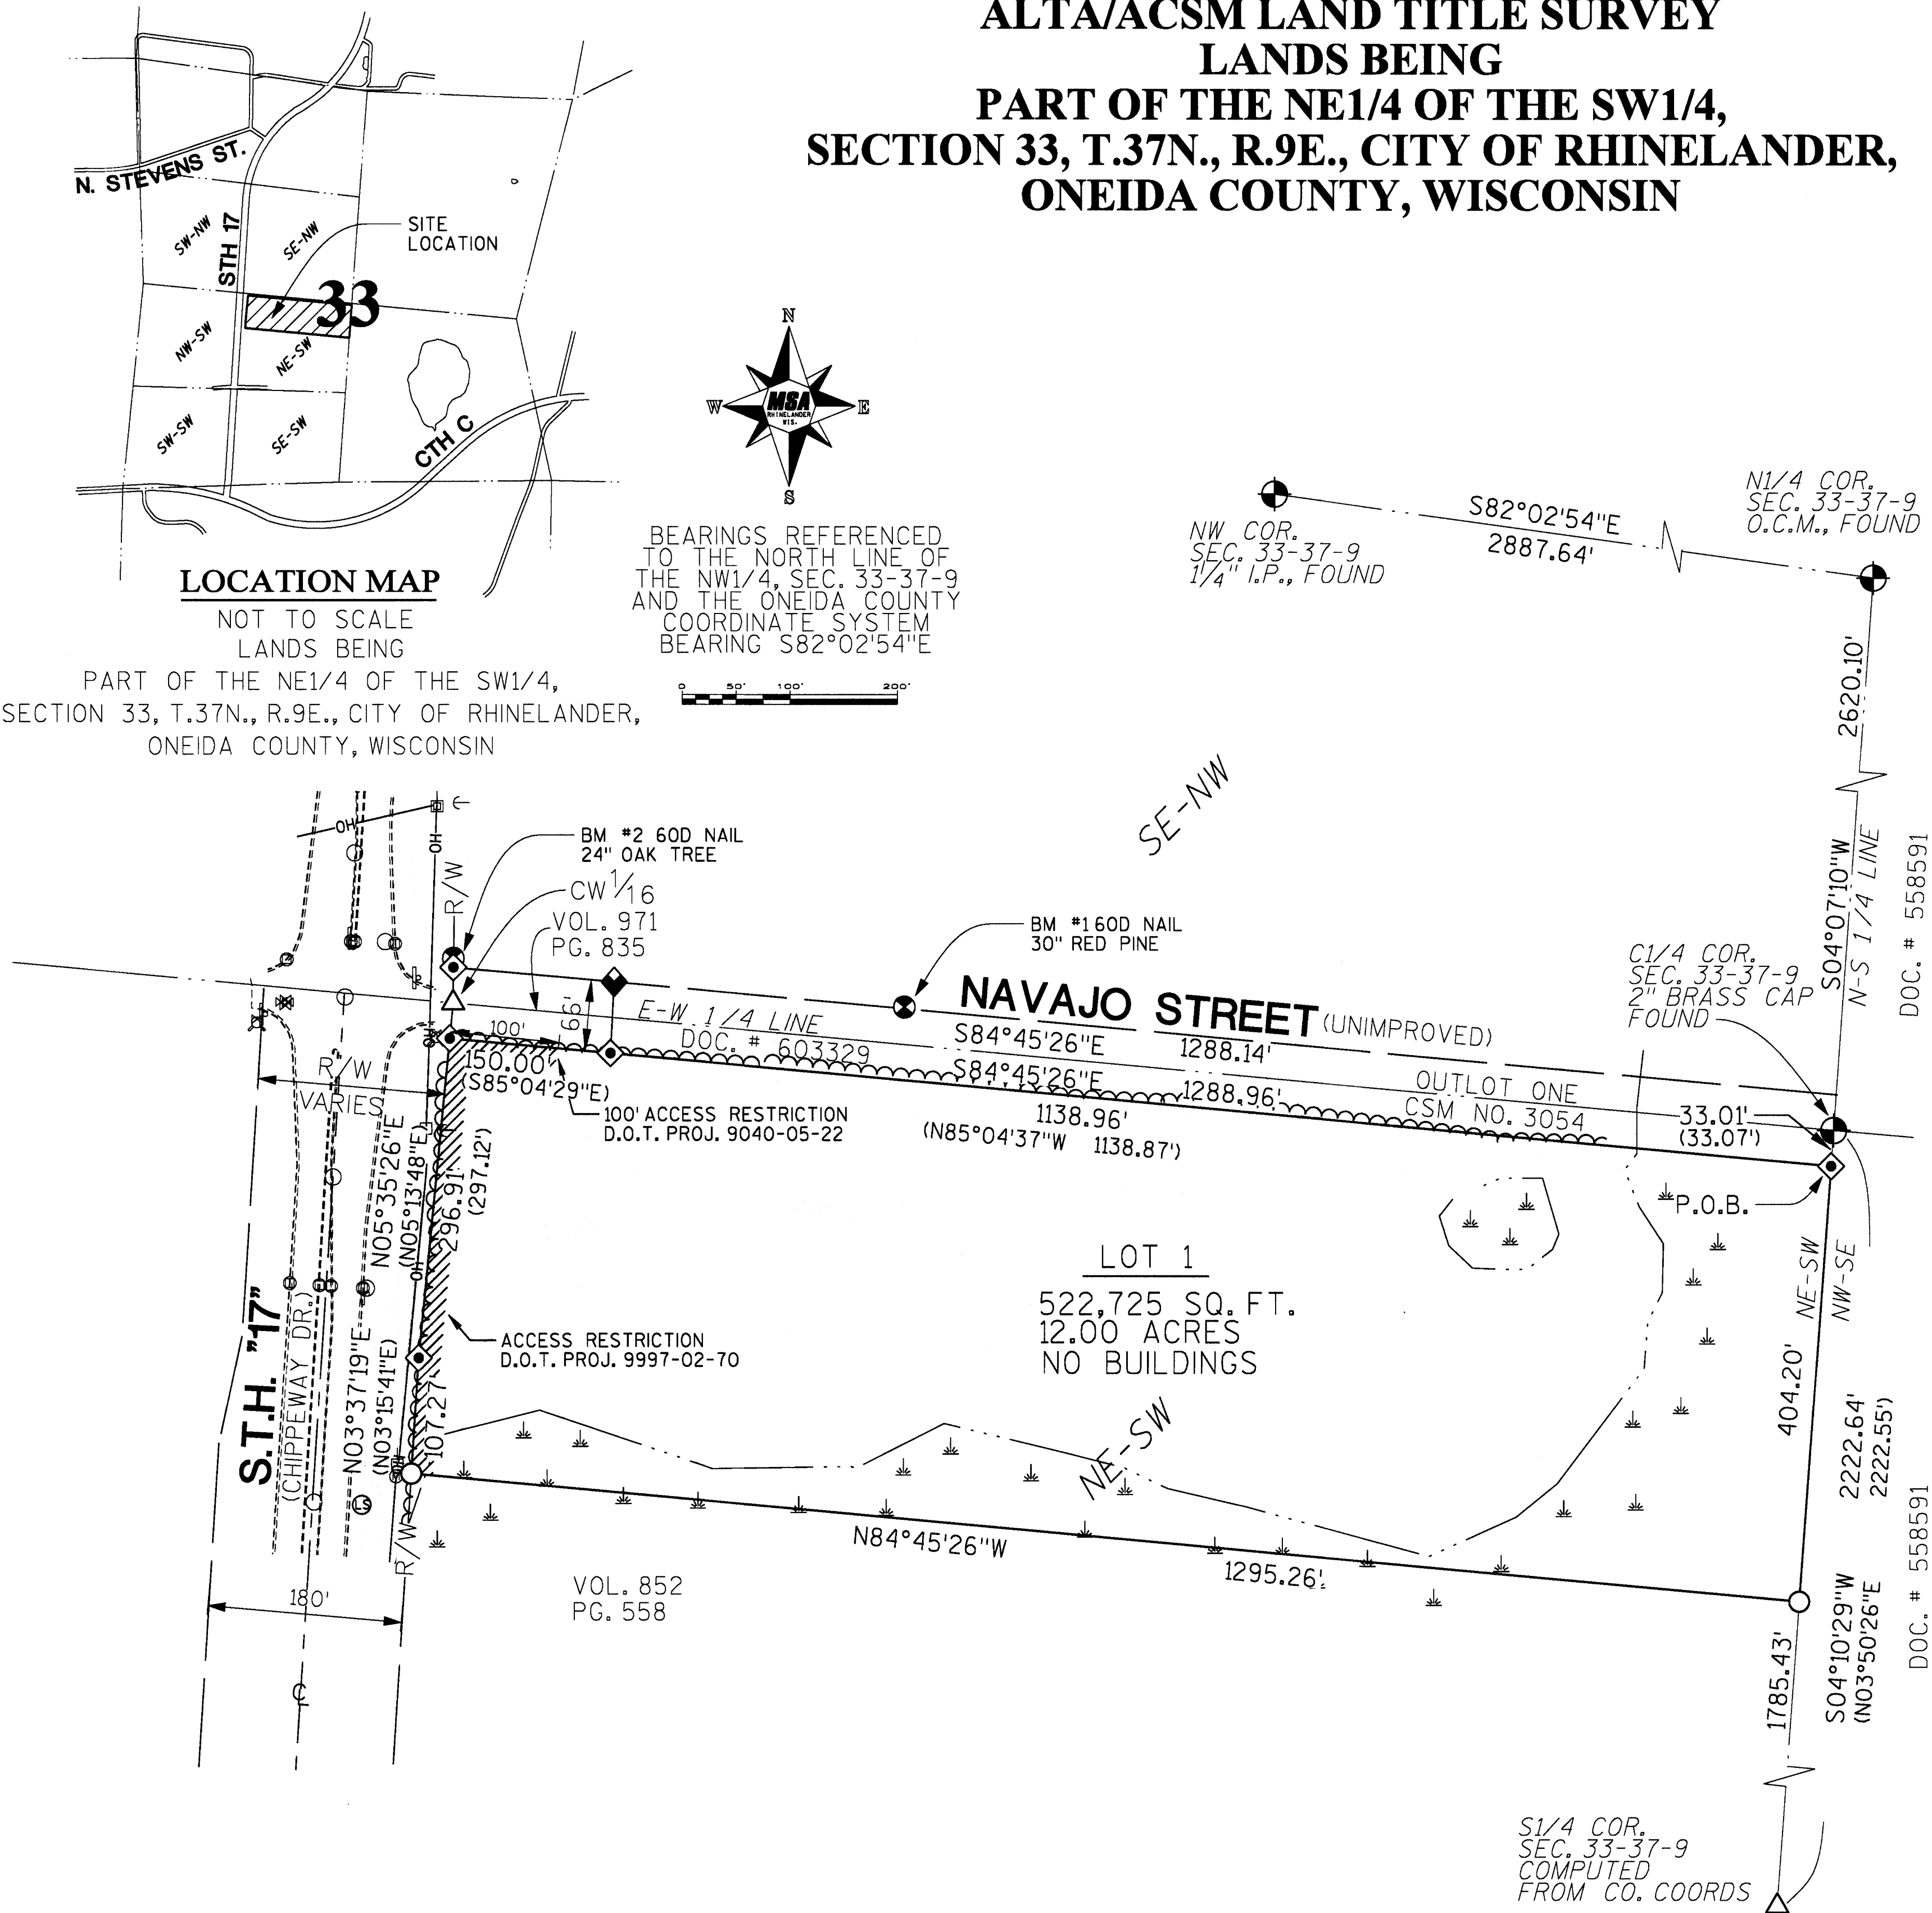 ALTA/ACSM LAND TITLE SURVEY
LANDS BEING
PART OF THE NE1/4 OF THE SW1/4,
SECTION 33, T.37N., R.9E., CITY OF RHINELANDER,
ONEIDA COUNTY, WISCONSIN
N. STEVENS ST.
STH 17
SW-NW
SE-NW
SITE
LOCATION
33
NW-SW
NE-SW
SW-SW
SE-SW
CTH C
LOCATION MAP
NOT TO SCALE
LANDS BEING
PART OF THE NE1/4 OF THE SW1/4,
SECTION 33, T.37N., R.9E., CITY OF RHINELANDER,
ONEIDA COUNTY, WISCONSIN
N
W
E
S
MSA
RHINELANDER
WIS.
BEARINGS REFERENCED
TO THE NORTH LINE OF
THE NW1/4, SEC. 33-37-9
AND THE ONEIDA COUNTY
COORDINATE SYSTEM
BEARING S82°02'54"E
0 50' 100' 200'
NW COR.
SEC. 33-37-9
1 1/4" I.P., FOUND
S82°02'54"E
2887.64'
N1/4 COR.
SEC. 33-37-9
O.C.M., FOUND
2620.10'
S04°07'10"W
N-S 1/4 LINE
DOC. # 558591
SE-NW
OH
OH
R/W
BM #2 60D NAIL
24" OAK TREE
CW 1/16
VOL. 971
PG. 835
BM #1 60D NAIL
30" RED PINE
C1/4 COR.
SEC. 33-37-9
2" BRASS CAP
FOUND
NAVAJO STREET (UNIMPROVED)
66'
E-W 1/4 LINE
DOC. # 603329
S84°45'26"E 1288.14'
S84°45'26"E 1288.96'
OUTLOT ONE
CSM NO. 3054
33.01'
(33.07')
100'
150.00'
(S85°04'29"E)
1138.96'
(N85°04'37"W 1138.87')
R/W
VARIES
100' ACCESS RESTRICTION
D.O.T. PROJ. 9040-05-22
N05°35'26"E
(N05°13'48"E)
296.91'
(297.12')
OH
P.O.B.
LOT 1
522,725 SQ. FT.
12.00 ACRES
NO BUILDINGS
NE-SW
NW-SE
S.T.H. "17"
(CHIPPEWAY DR.)
N03°37'19"E
(N03°15'41"E)
107.27'
ACCESS RESTRICTION
D.O.T. PROJ. 9997-02-70
404.20'
2222.64'
2222.55')
NE-SW
LS
R/W
N84°45'26"W
1295.26'
180'
VOL. 852
PG. 558
1785.43'
S04°10'29"W
(N03°50'26"E
DOC. # 558591
S1/4 COR.
SEC. 33-37-9
COMPUTED
FROM CO. COORDS